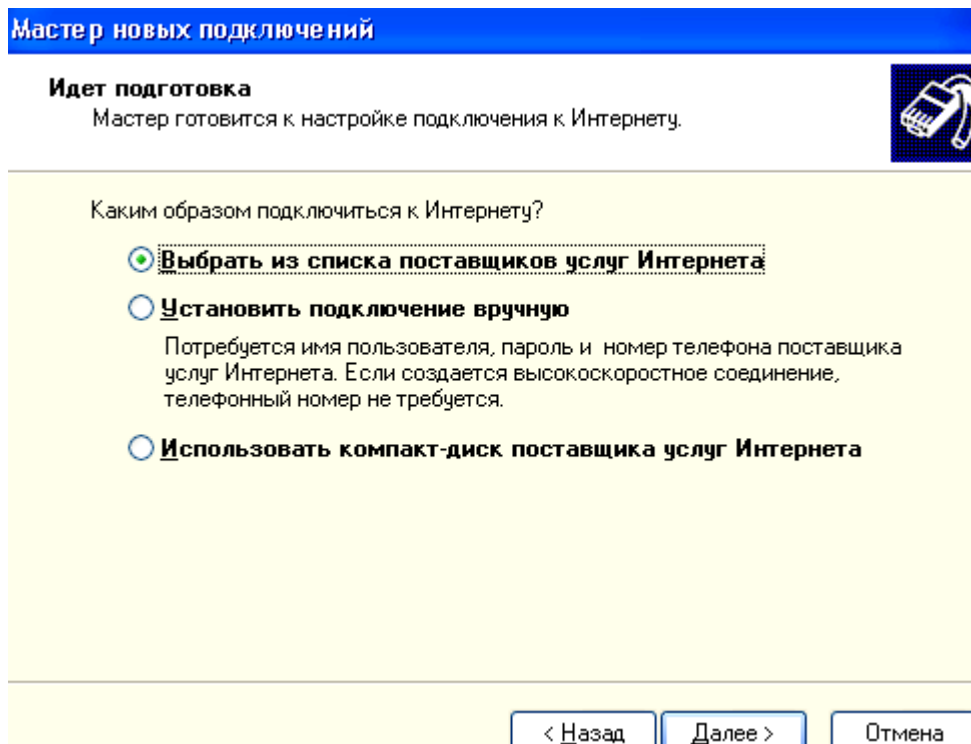 Мастер новых подключений
Идет подготовка
Мастер готовится к настройке подключения к Интернету.
Каким образом подключиться к Интернету?
Выбрать из списка поставщиков услуг Интернета
Установить подключение вручную
Потребуется имя пользователя, пароль и номер телефона поставщика
услуг Интернета. Если создается высокоскоростное соединение,
телефонный номер не требуется.
Использовать компакт-диск поставщика услуг Интернета
< Назад Далее > Отмена